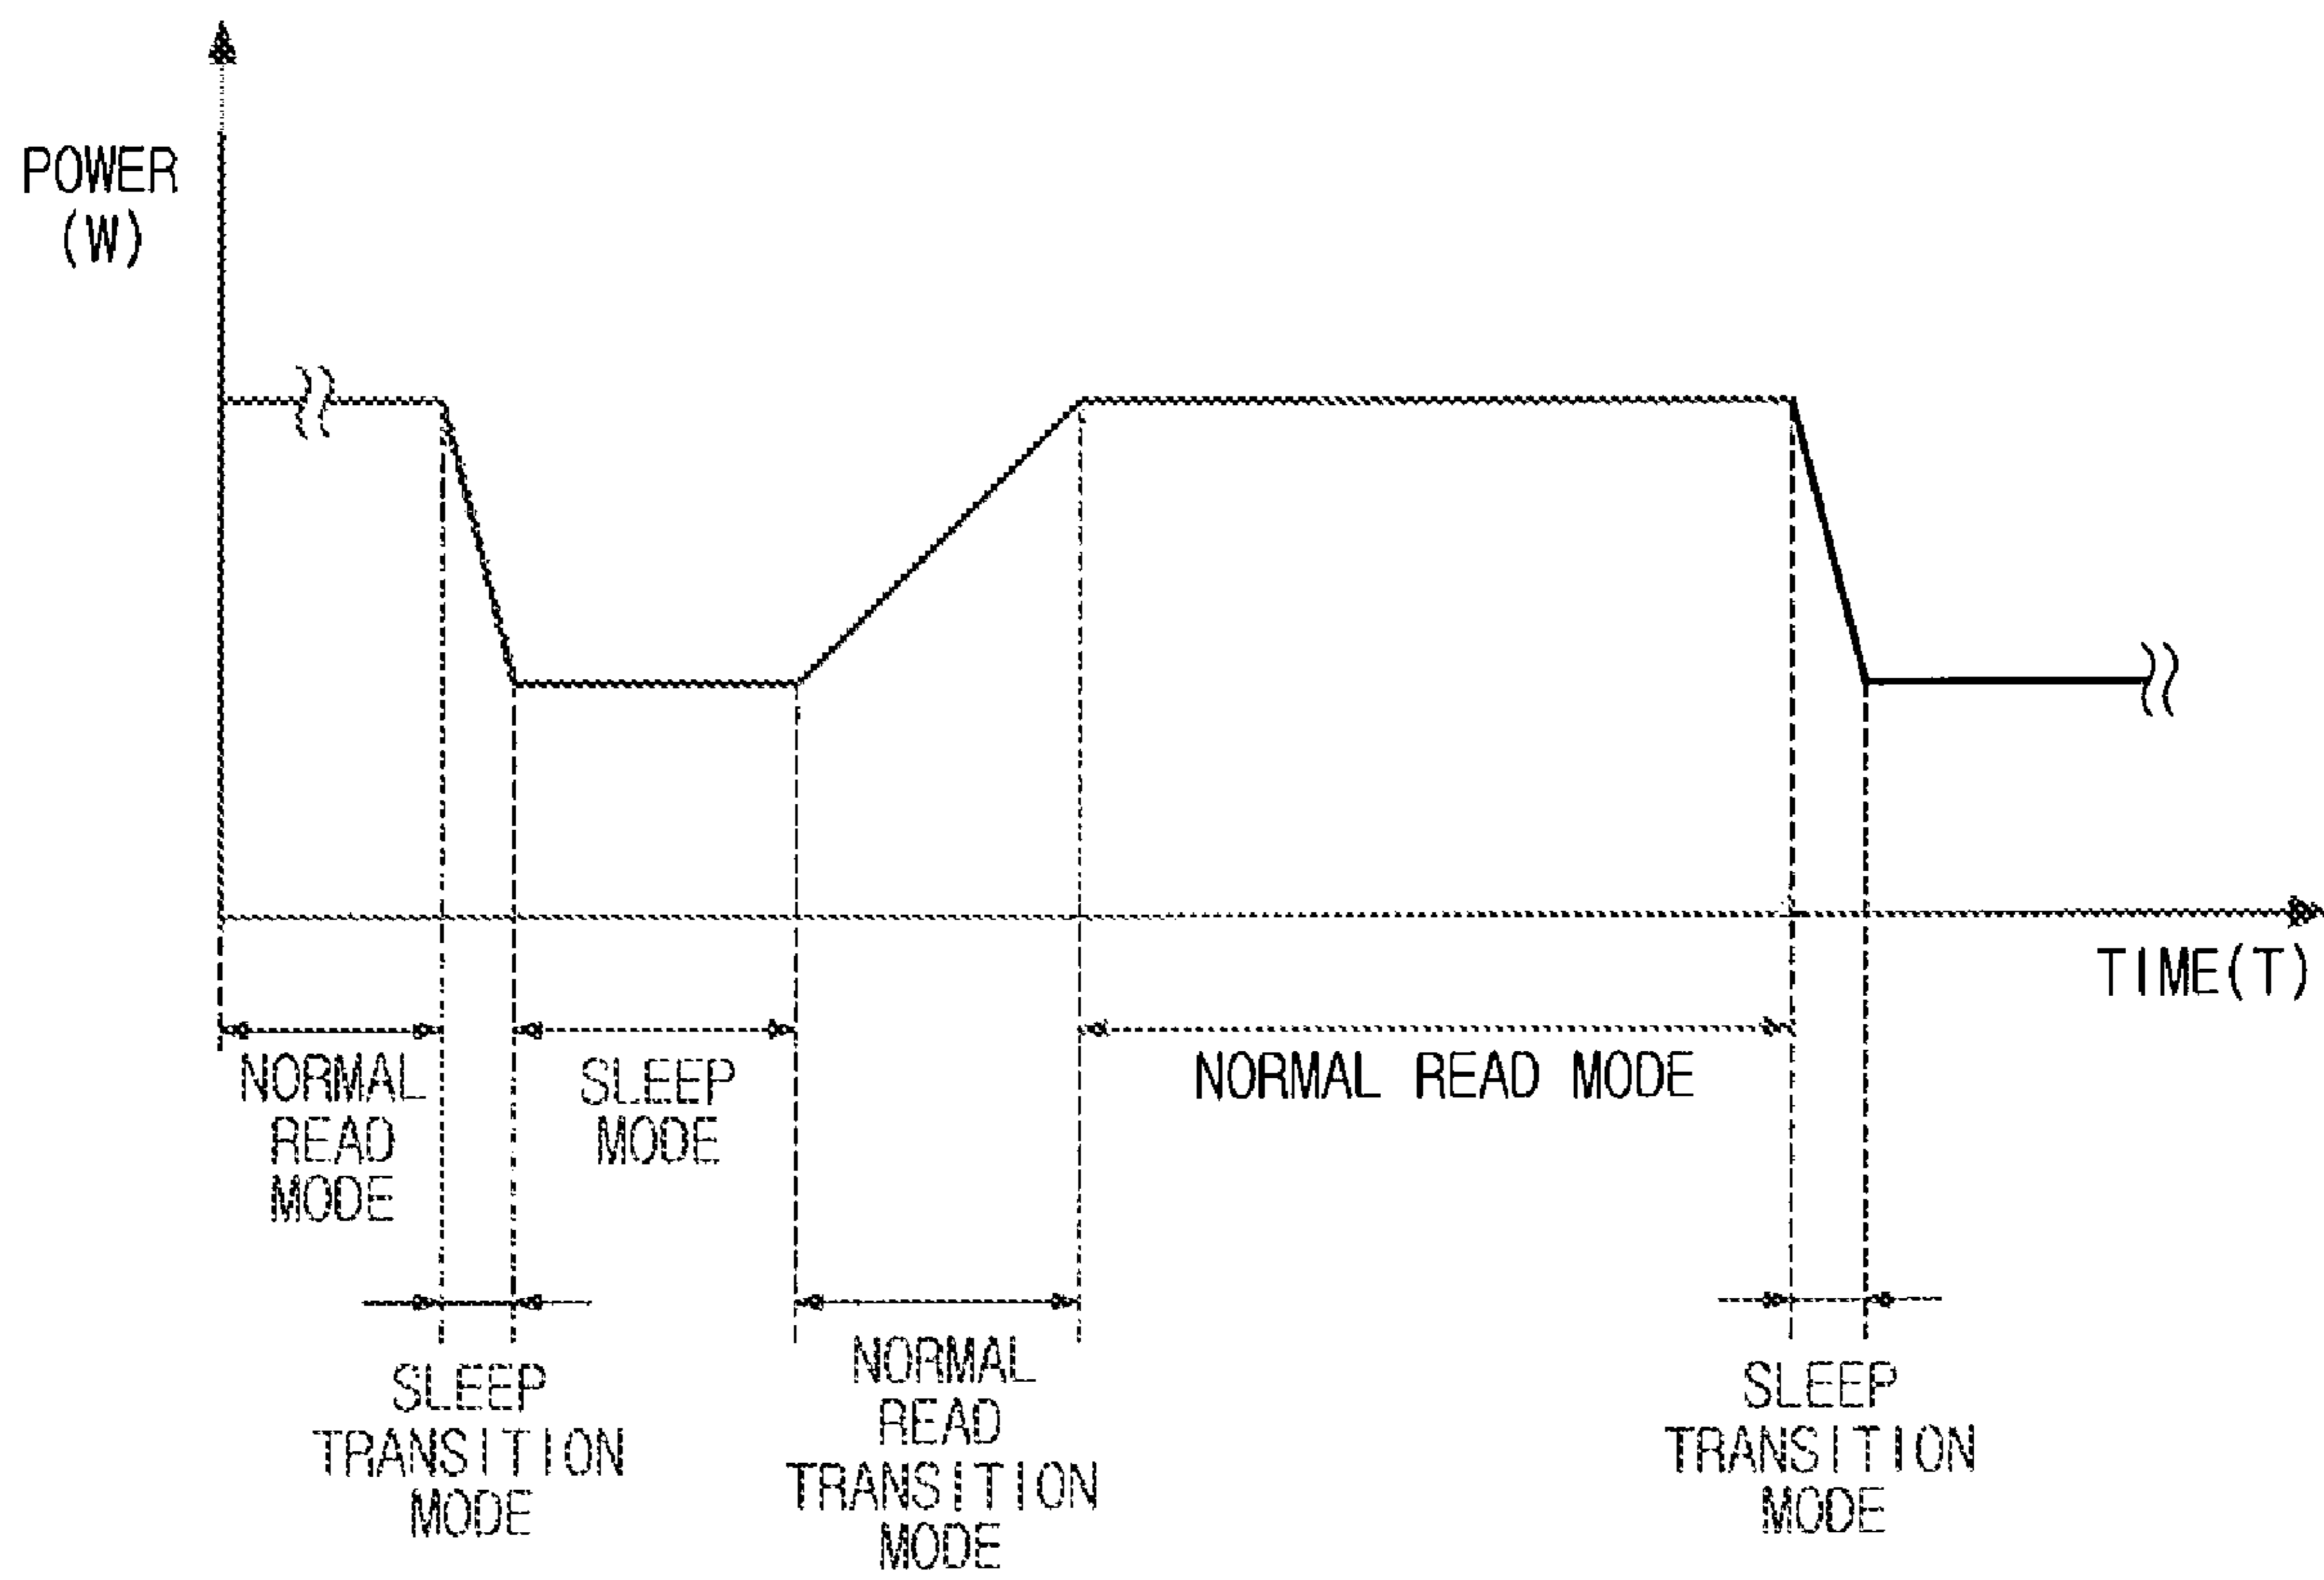 POWER
(W)
TIME(T)
NORMAL
READ
MODE
SLEEP
MODE
NORMAL READ MODE
SLEEP
TRANSITION
MODE
NORMAL
READ
TRANSITION
MODE
SLEEP
TRANSITION
MODE